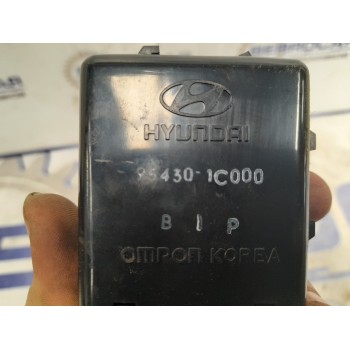 HYUNDAI
95430-1C000
B I P
OMRON KOREA